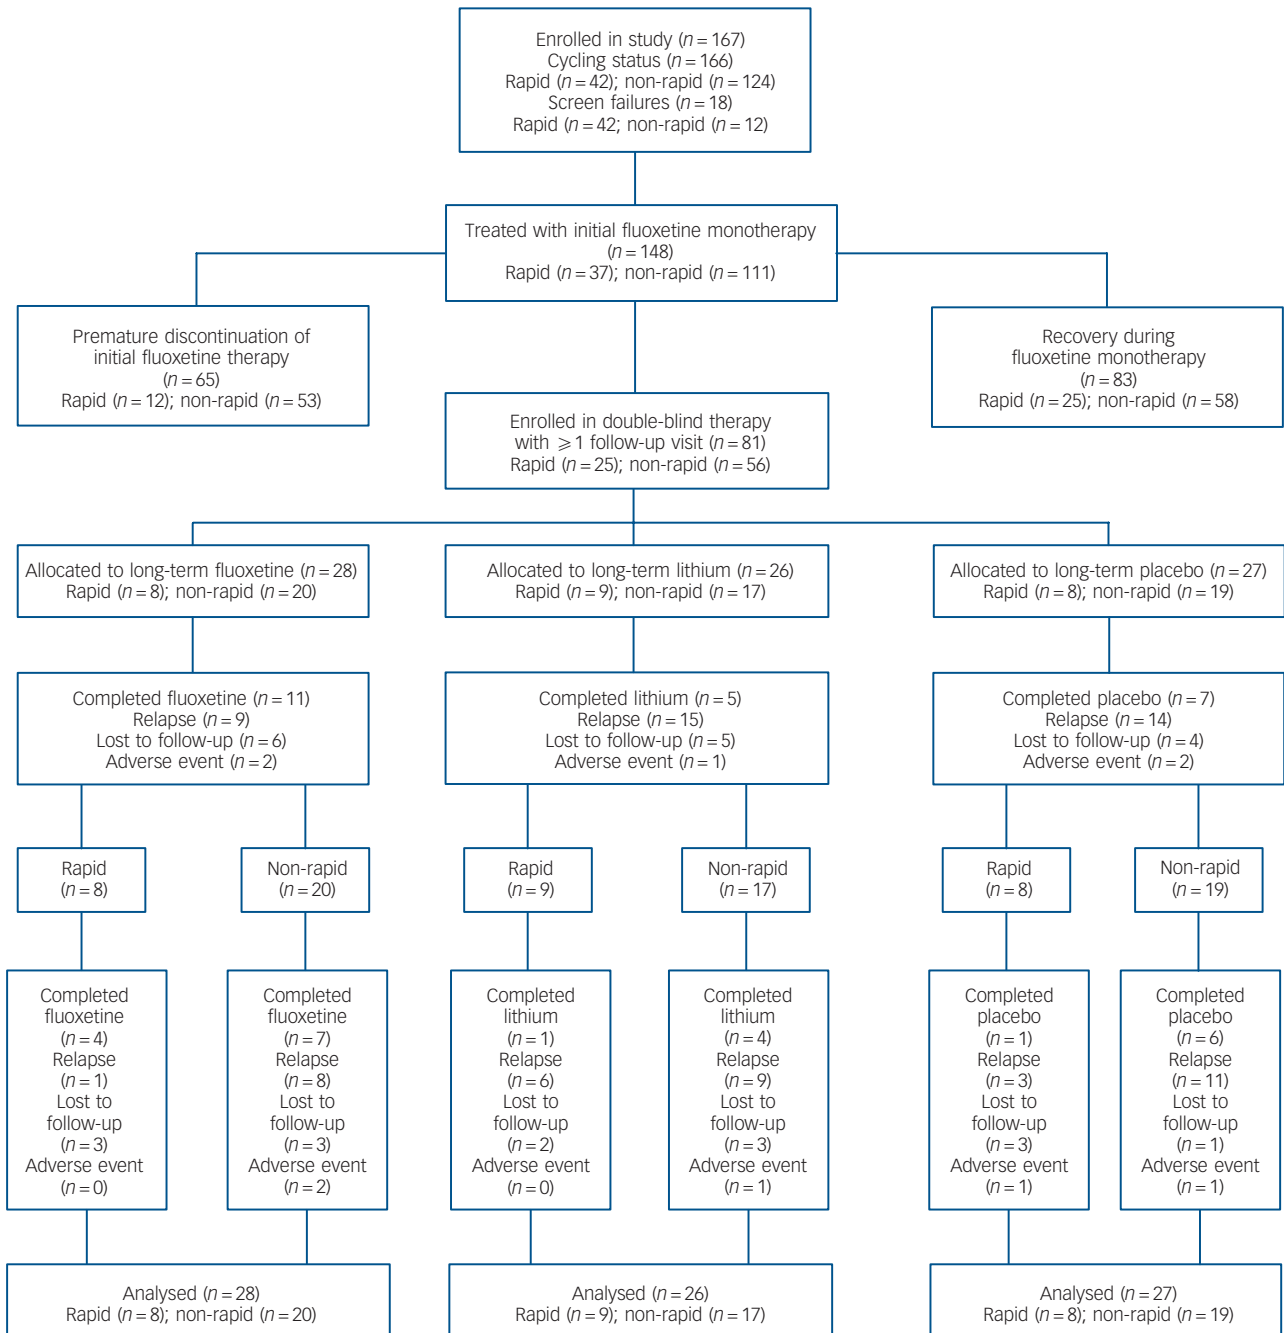 Enrolled in study (n = 167)
Cycling status (n = 166)
Rapid (n = 42); non-rapid (n = 124)
Screen failures (n = 18)
Rapid (n = 42; non-rapid (n = 12)
Treated with initial fluoxetine monotherapy
(n = 148)
Rapid (n = 37); non-rapid (n = 111)
Premature discontinuation of
initial fluoxetine therapy
(n = 65)
Rapid (n = 12); non-rapid (n = 53)
Recovery during
fluoxetine monotherapy
(n = 83)
Rapid (n = 25); non-rapid (n = 58)
Enrolled in double-blind therapy
with ⩾ 1 follow-up visit (n = 81)
Rapid (n = 25); non-rapid (n = 56)
Allocated to long-term fluoxetine (n = 28)
Rapid (n = 8); non-rapid (n = 20)
Allocated to long-term lithium (n = 26)
Rapid (n = 9); non-rapid (n = 17)
Allocated to long-term placebo (n = 27)
Rapid (n = 8); non-rapid (n = 19)
Completed fluoxetine (n = 11)
Relapse (n = 9)
Lost to follow-up (n = 6)
Adverse event (n = 2)
Completed lithium (n = 5)
Relapse (n = 15)
Lost to follow-up (n = 5)
Adverse event (n = 1)
Completed placebo (n = 7)
Relapse (n = 14)
Lost to follow-up (n = 4)
Adverse event (n = 2)
Rapid
(n = 8)
Non-rapid
(n = 20)
Rapid
(n = 9)
Non-rapid
(n = 17)
Rapid
(n = 8)
Non-rapid
(n = 19)
Completed
fluoxetine
(n = 4)
Relapse
(n = 1)
Lost to
follow-up
(n = 3)
Adverse event
(n = 0)
Completed
fluoxetine
(n = 7)
Relapse
(n = 8)
Lost to
follow-up
(n = 3)
Adverse event
(n = 2)
Completed
lithium
(n = 1)
Relapse
(n = 6)
Lost to
follow-up
(n = 2)
Adverse event
(n = 0)
Completed
lithium
(n = 4)
Relapse
(n = 9)
Lost to
follow-up
(n = 3)
Adverse event
(n = 1)
Completed
placebo
(n = 1)
Relapse
(n = 3)
Lost to
follow-up
(n = 3)
Adverse event
(n = 1)
Completed
placebo
(n = 6)
Relapse
(n = 11)
Lost to
follow-up
(n = 1)
Adverse event
(n = 1)
Analysed (n = 28)
Rapid (n = 8); non-rapid (n = 20)
Analysed (n = 26)
Rapid (n = 9); non-rapid (n = 17)
Analysed (n = 27)
Rapid (n = 8); non-rapid (n = 19)